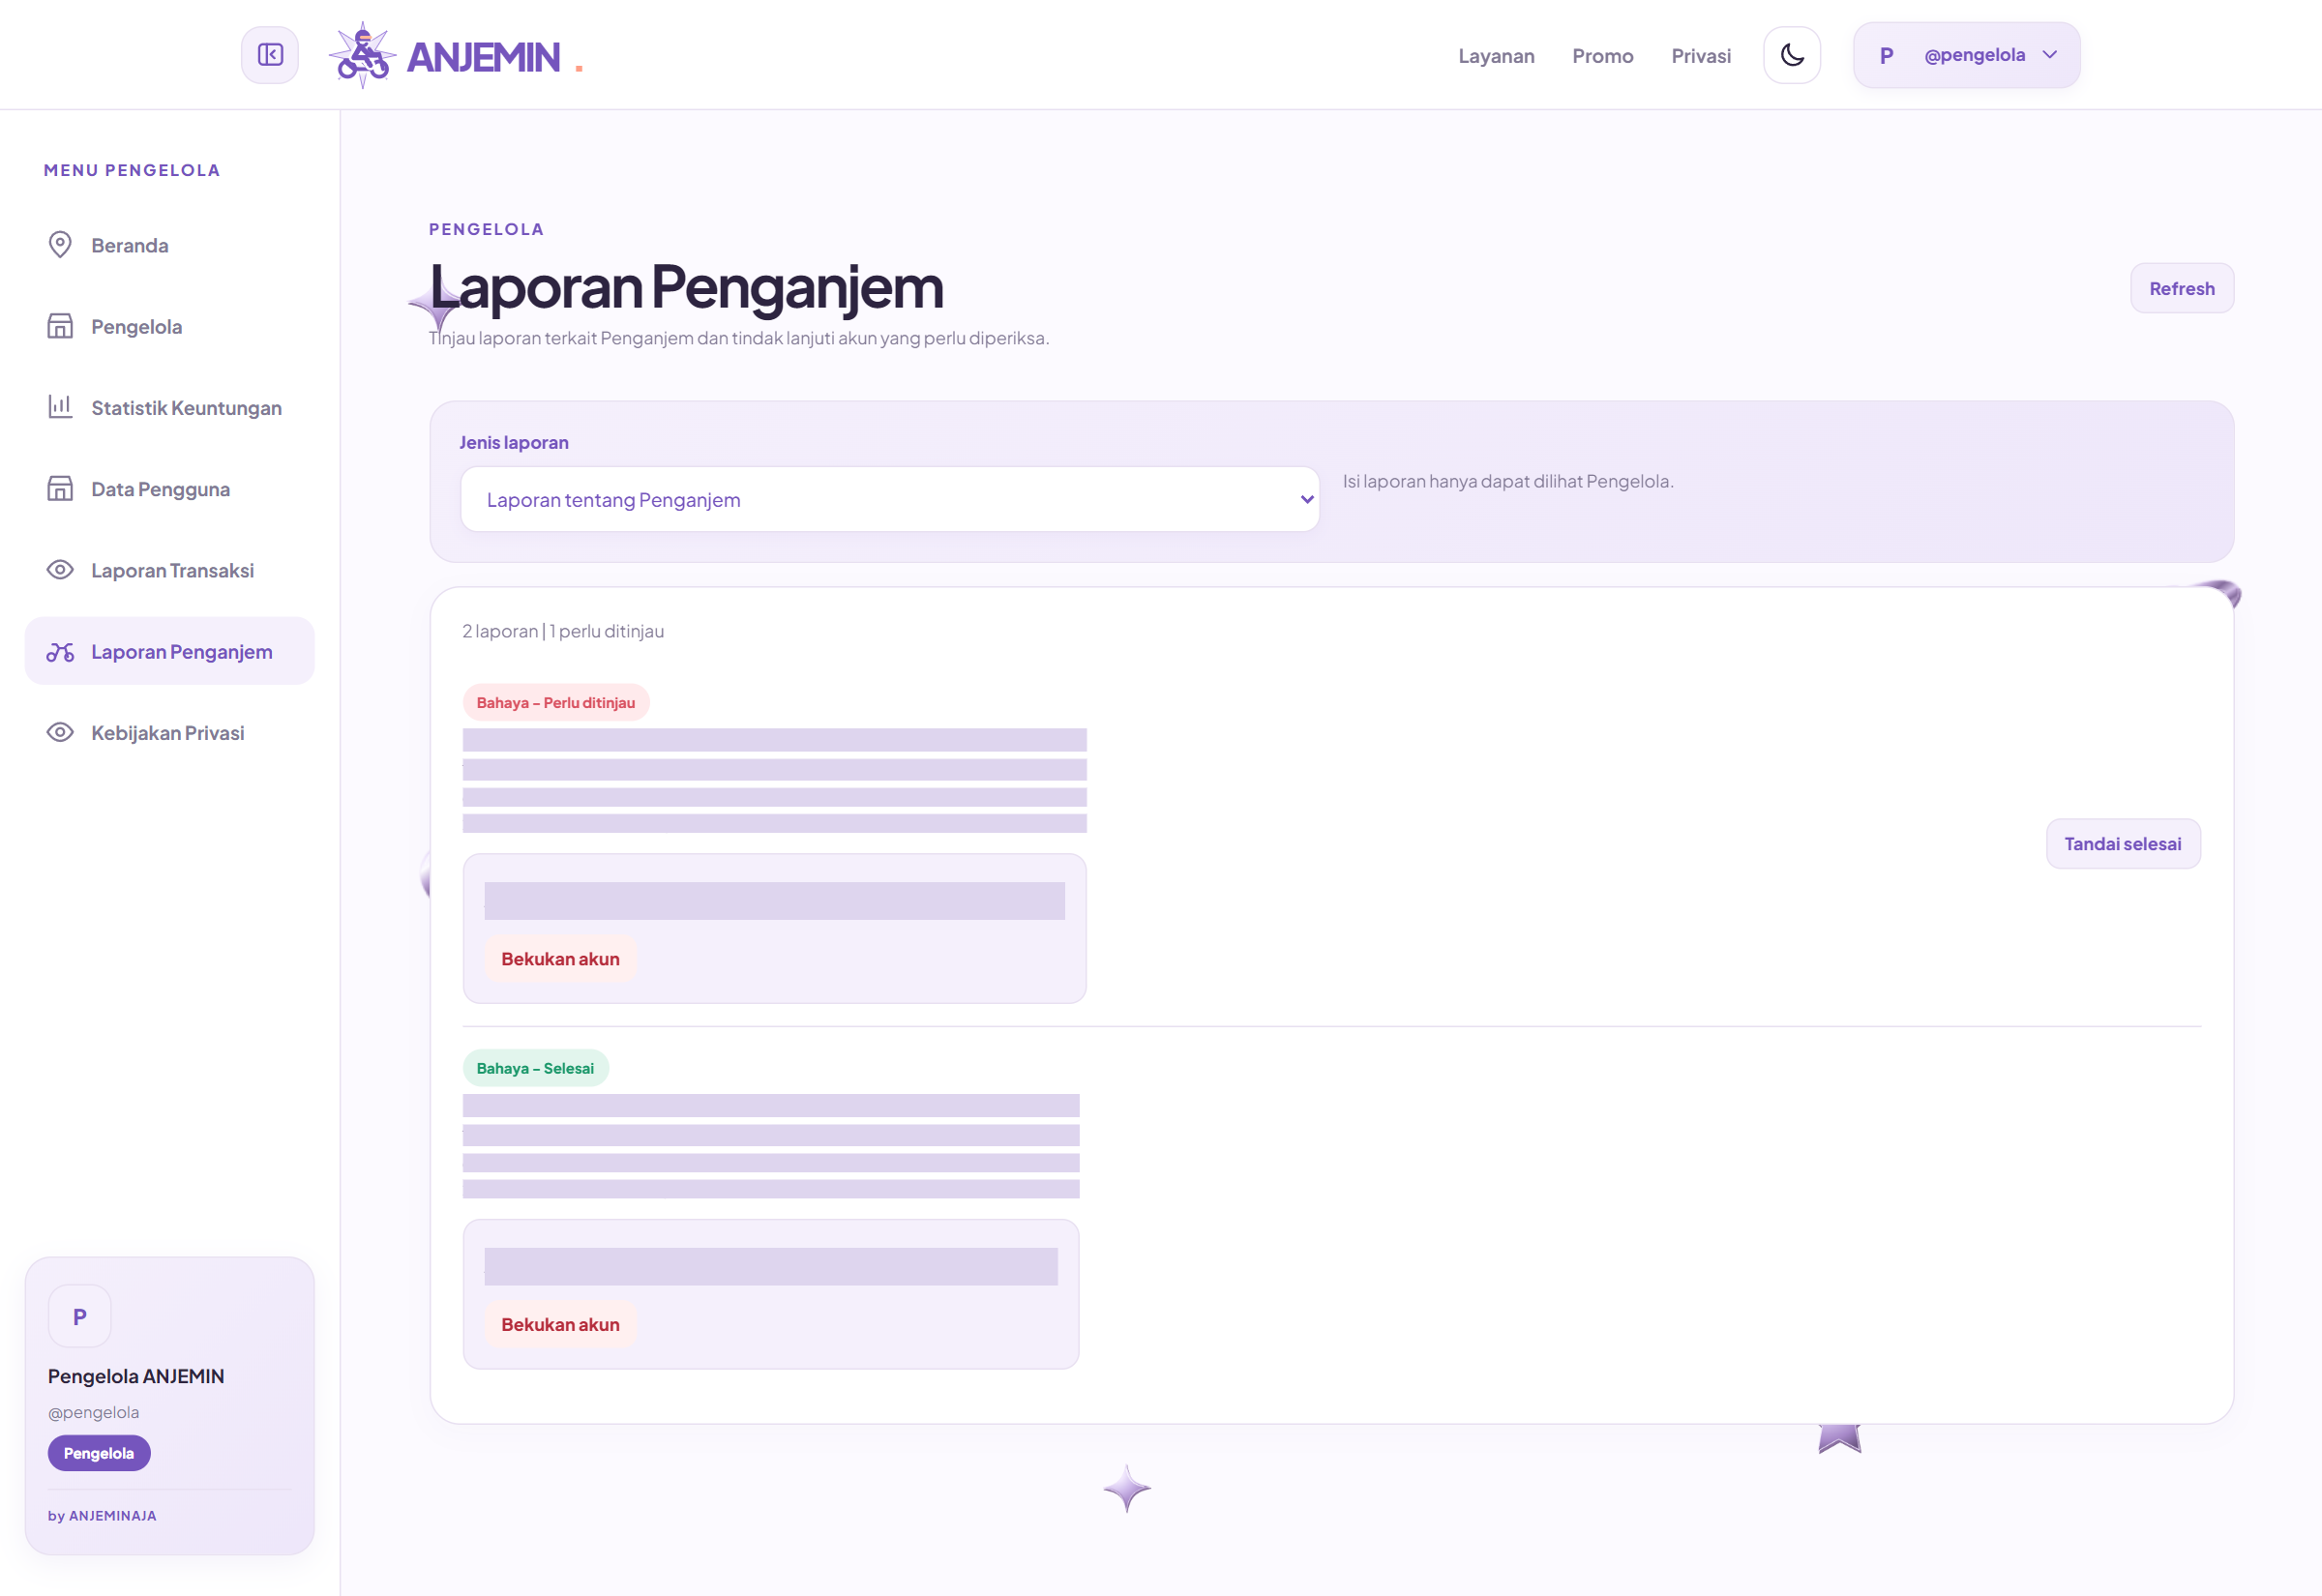 ANJEMIN .
Layanan
Promo
Privasi
P
@pengelola
MENU PENGELOLA
Beranda
Pengelola
Statistik Keuntungan
Data Pengguna
Laporan Transaksi
Laporan Penganjem
Kebijakan Privasi
P
Pengelola ANJEMIN
@pengelola
Pengelola
by ANJEMINAJA
PENGELOLA
Laporan Penganjem
Tinjau laporan terkait Penganjem dan tindak lanjuti akun yang perlu diperiksa.
Refresh
Jenis laporan
Laporan tentang Penganjem
Isi laporan hanya dapat dilihat Pengelola.
2 laporan | 1 perlu ditinjau
Bahaya – Perlu ditinjau
Tandai selesai
Bekukan akun
Bahaya – Selesai
Bekukan akun